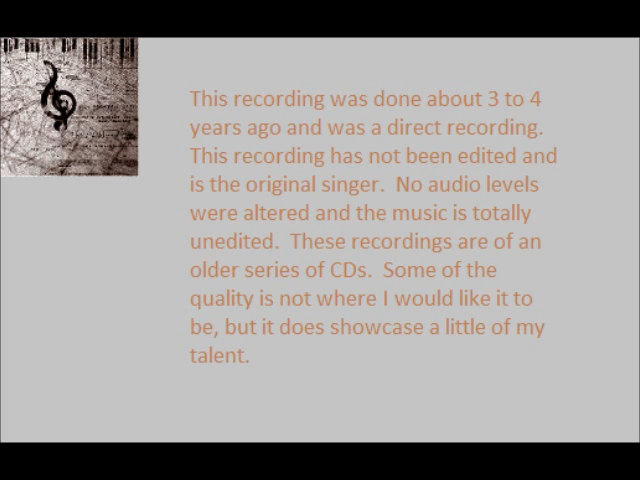 This recording was done about 3 to 4
years ago and was a direct recording.
This recording has not been edited and
is the original singer.  No audio levels
were altered and the music is totally
unedited.  These recordings are of an
older series of CDs.  Some of the
quality is not where I would like it to
be, but it does showcase a little of my
talent.